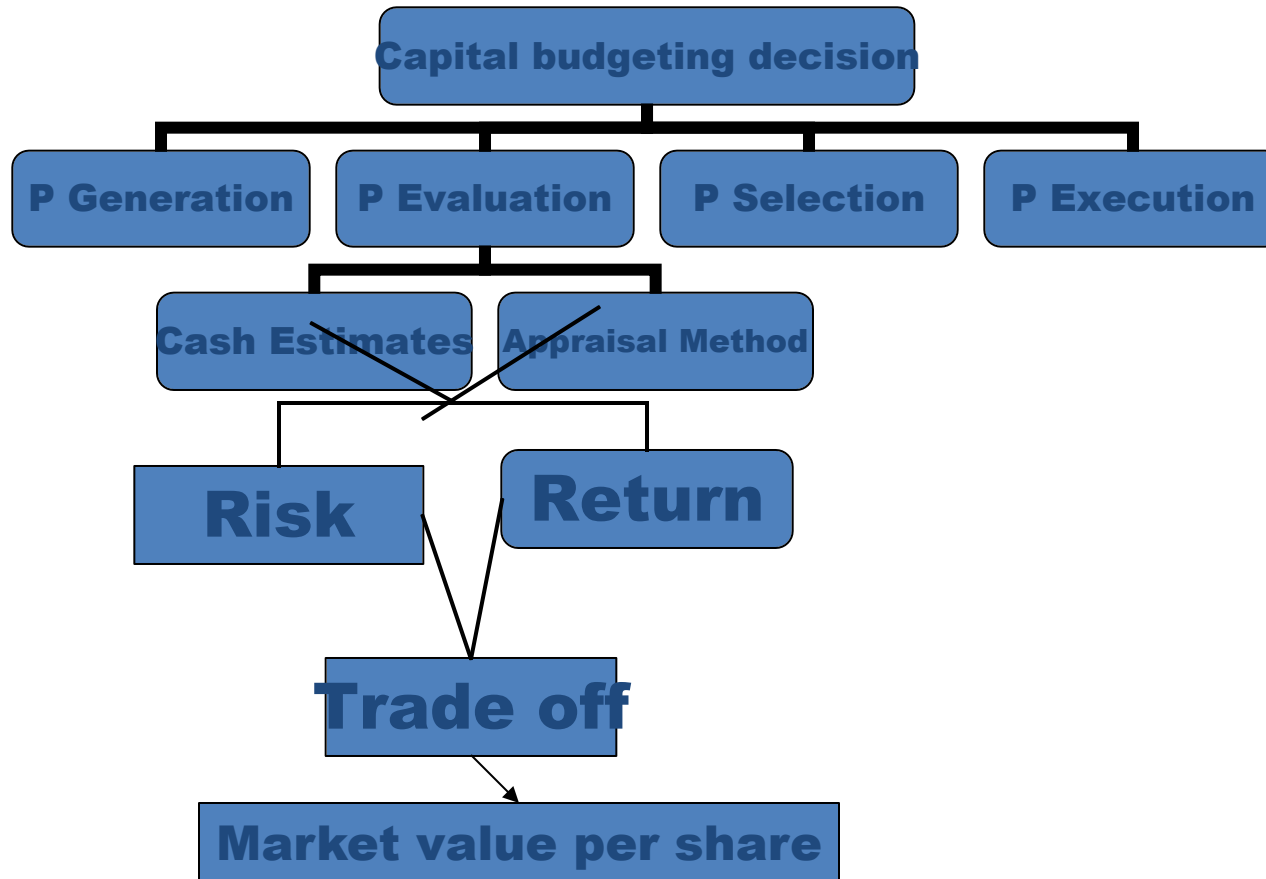 Capital budgeting decision
P Generation
P Evaluation
P Selection
P Execution
Cash Estimates
Appraisal Method
Risk
Return
Trade off
Market value per share